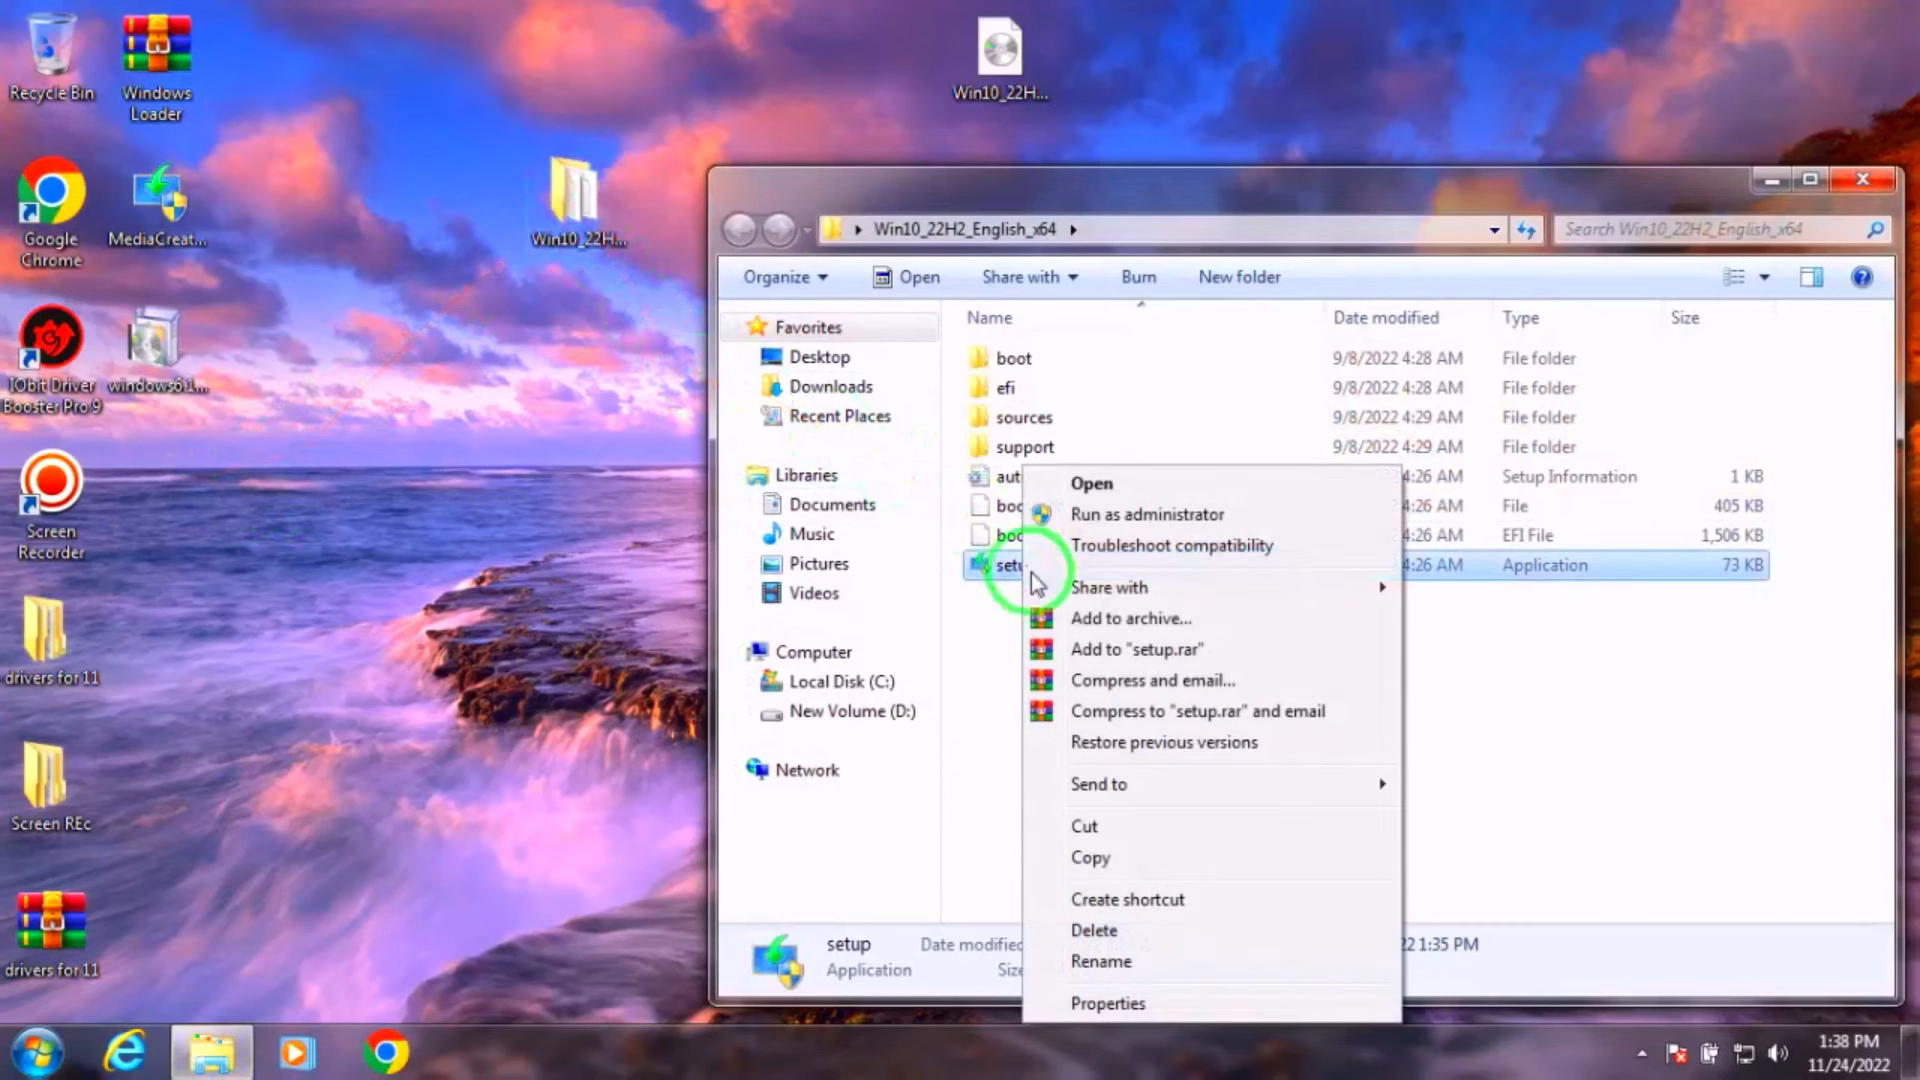 Recycle Bin
Windows
Loader
Win10_22H...
Google
Chrome
MediaCreat...
Win10_22H...
IObit Driver
Booster Pro 9
windows6.1...
Screen
Recorder
drivers for 11
Screen REc
drivers for 11
Win10_22H2_English_x64
Search Win10_22H2_English_x64
Organize
Open
Share with
Burn
New folder
Favorites
Desktop
Downloads
Recent Places
Libraries
Documents
Music
Pictures
Videos
Computer
Local Disk (C:)
New Volume (D:)
Network
Name Date modified Type Size
boot 9/8/2022 4:28 AM File folder
efi 9/8/2022 4:28 AM File folder
sources 9/8/2022 4:29 AM File folder
support 9/8/2022 4:29 AM File folder
aut 4:26 AM Setup Information 1 KB
boo 4:26 AM File 405 KB
boo 4:26 AM EFI File 1,506 KB
setu 4:26 AM Application 73 KB
Open
Run as administrator
Troubleshoot compatibility
Share with
Add to archive...
Add to "setup.rar"
Compress and email...
Compress to "setup.rar" and email
Restore previous versions
Send to
Cut
Copy
Create shortcut
Delete
Rename
Properties
setup Date modified 22 1:35 PM
Application Size
1:38 PM
11/24/2022